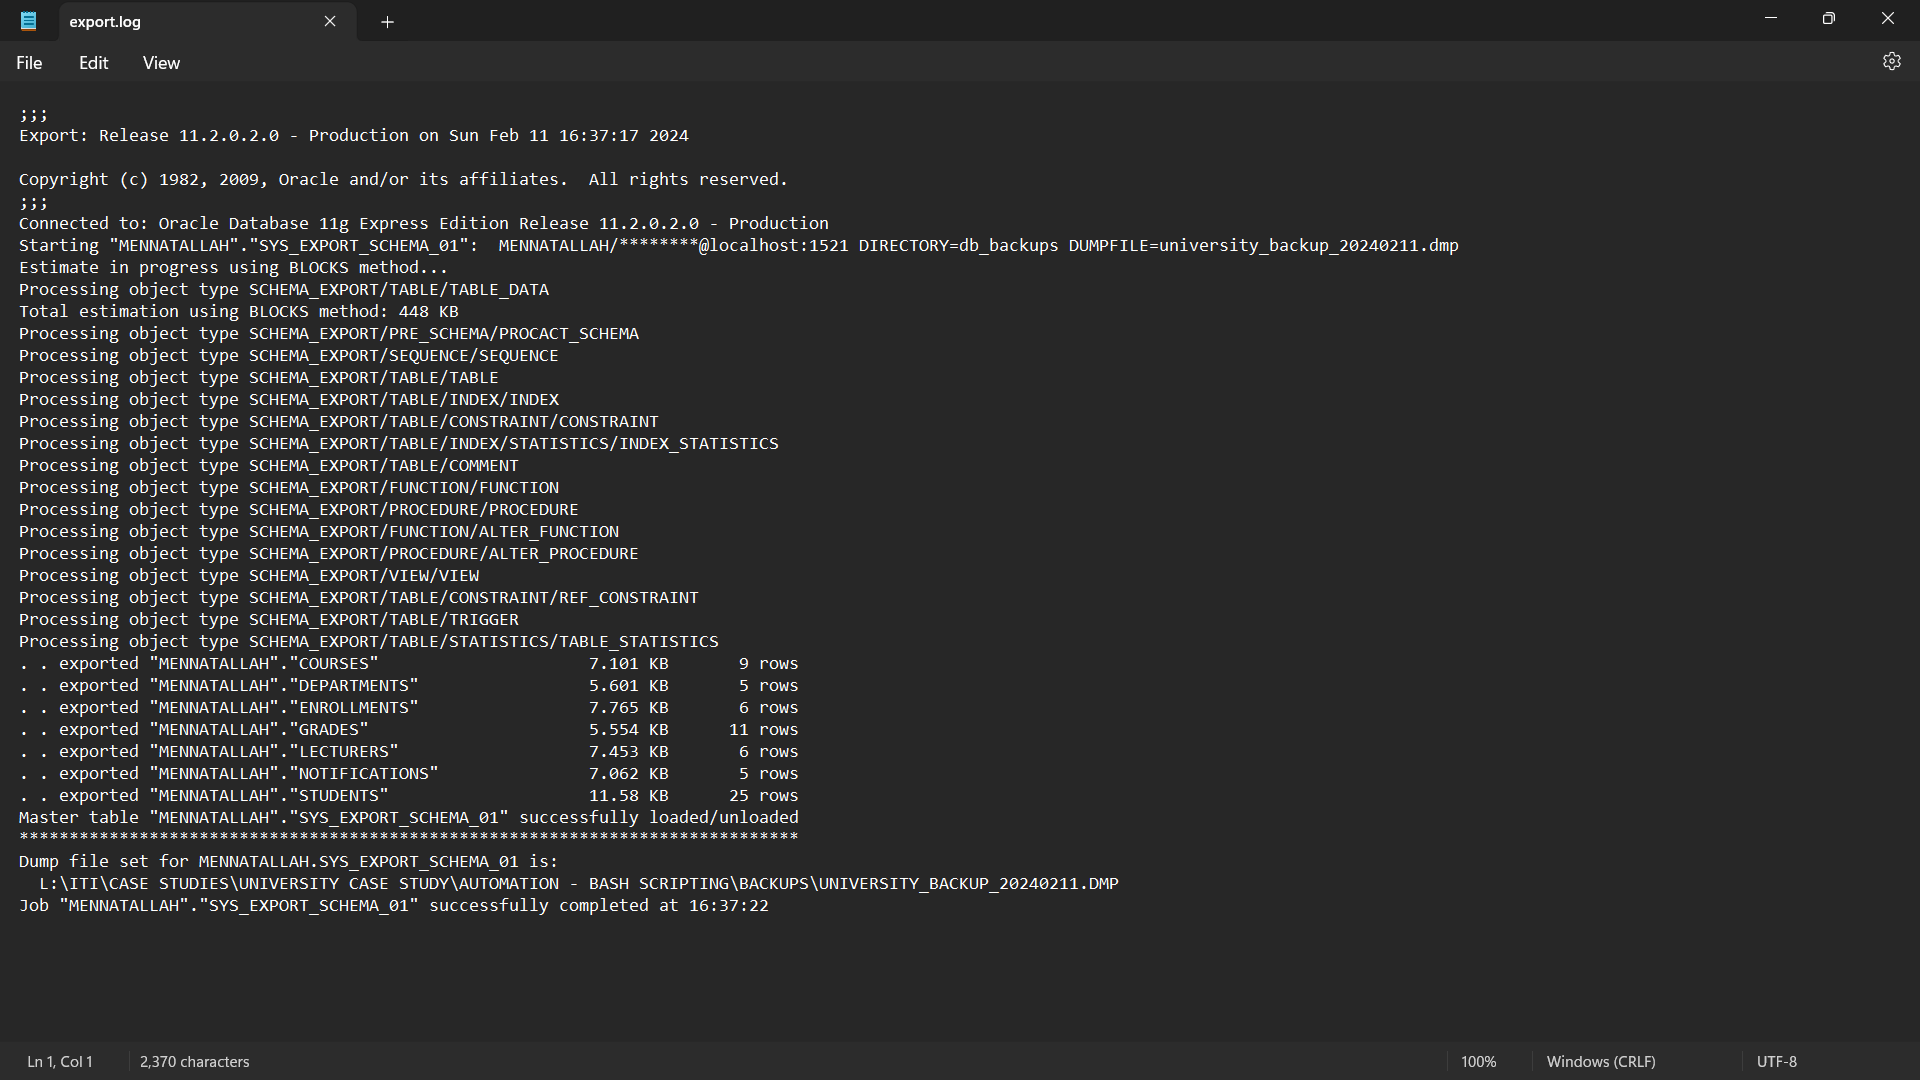 export.log
File Edit View
;;;
Export: Release 11.2.0.2.0 - Production on Sun Feb 11 16:37:17 2024
Copyright (c) 1982, 2009, Oracle and/or its affiliates.  All rights reserved.
;;;
Connected to: Oracle Database 11g Express Edition Release 11.2.0.2.0 - Production
Starting "MENNATALLAH"."SYS_EXPORT_SCHEMA_01":  MENNATALLAH/********@localhost:1521 DIRECTORY=db_backups DUMPFILE=university_backup_20240211.dmp
Estimate in progress using BLOCKS method...
Processing object type SCHEMA_EXPORT/TABLE/TABLE_DATA
Total estimation using BLOCKS method: 448 KB
Processing object type SCHEMA_EXPORT/PRE_SCHEMA/PROCACT_SCHEMA
Processing object type SCHEMA_EXPORT/SEQUENCE/SEQUENCE
Processing object type SCHEMA_EXPORT/TABLE/TABLE
Processing object type SCHEMA_EXPORT/TABLE/INDEX/INDEX
Processing object type SCHEMA_EXPORT/TABLE/CONSTRAINT/CONSTRAINT
Processing object type SCHEMA_EXPORT/TABLE/INDEX/STATISTICS/INDEX_STATISTICS
Processing object type SCHEMA_EXPORT/TABLE/COMMENT
Processing object type SCHEMA_EXPORT/FUNCTION/FUNCTION
Processing object type SCHEMA_EXPORT/PROCEDURE/PROCEDURE
Processing object type SCHEMA_EXPORT/FUNCTION/ALTER_FUNCTION
Processing object type SCHEMA_EXPORT/PROCEDURE/ALTER_PROCEDURE
Processing object type SCHEMA_EXPORT/VIEW/VIEW
Processing object type SCHEMA_EXPORT/TABLE/CONSTRAINT/REF_CONSTRAINT
Processing object type SCHEMA_EXPORT/TABLE/TRIGGER
Processing object type SCHEMA_EXPORT/TABLE/STATISTICS/TABLE_STATISTICS
. . exported "MENNATALLAH"."COURSES"                     7.101 KB       9 rows
. . exported "MENNATALLAH"."DEPARTMENTS"                 5.601 KB       5 rows
. . exported "MENNATALLAH"."ENROLLMENTS"                 7.765 KB       6 rows
. . exported "MENNATALLAH"."GRADES"                      5.554 KB      11 rows
. . exported "MENNATALLAH"."LECTURERS"                   7.453 KB       6 rows
. . exported "MENNATALLAH"."NOTIFICATIONS"               7.062 KB       5 rows
. . exported "MENNATALLAH"."STUDENTS"                    11.58 KB      25 rows
Master table "MENNATALLAH"."SYS_EXPORT_SCHEMA_01" successfully loaded/unloaded
******************************************************************************
Dump file set for MENNATALLAH.SYS_EXPORT_SCHEMA_01 is:
  L:\ITI\CASE STUDIES\UNIVERSITY CASE STUDY\AUTOMATION - BASH SCRIPTING\BACKUPS\UNIVERSITY_BACKUP_20240211.DMP
Job "MENNATALLAH"."SYS_EXPORT_SCHEMA_01" successfully completed at 16:37:22
Ln 1, Col 1 2,370 characters 100% Windows (CRLF) UTF-8